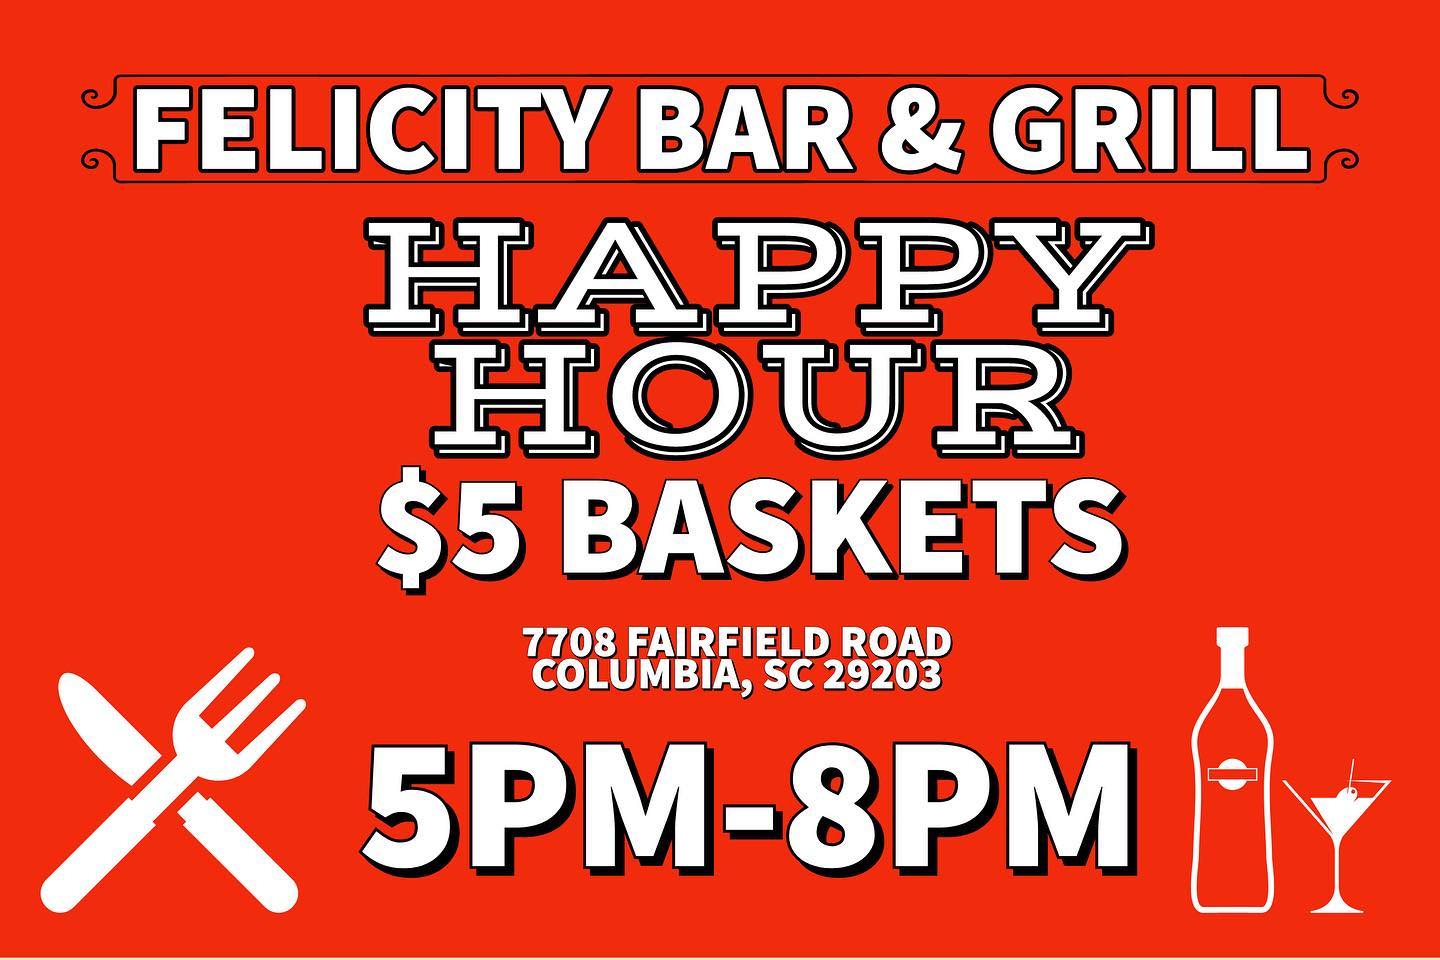 FELICITY BAR & GRILL
HAPPY
HOUR
$5 BASKETS
7708 FAIRFIELD ROAD
COLUMBIA, SC 29203
5PM-8PM